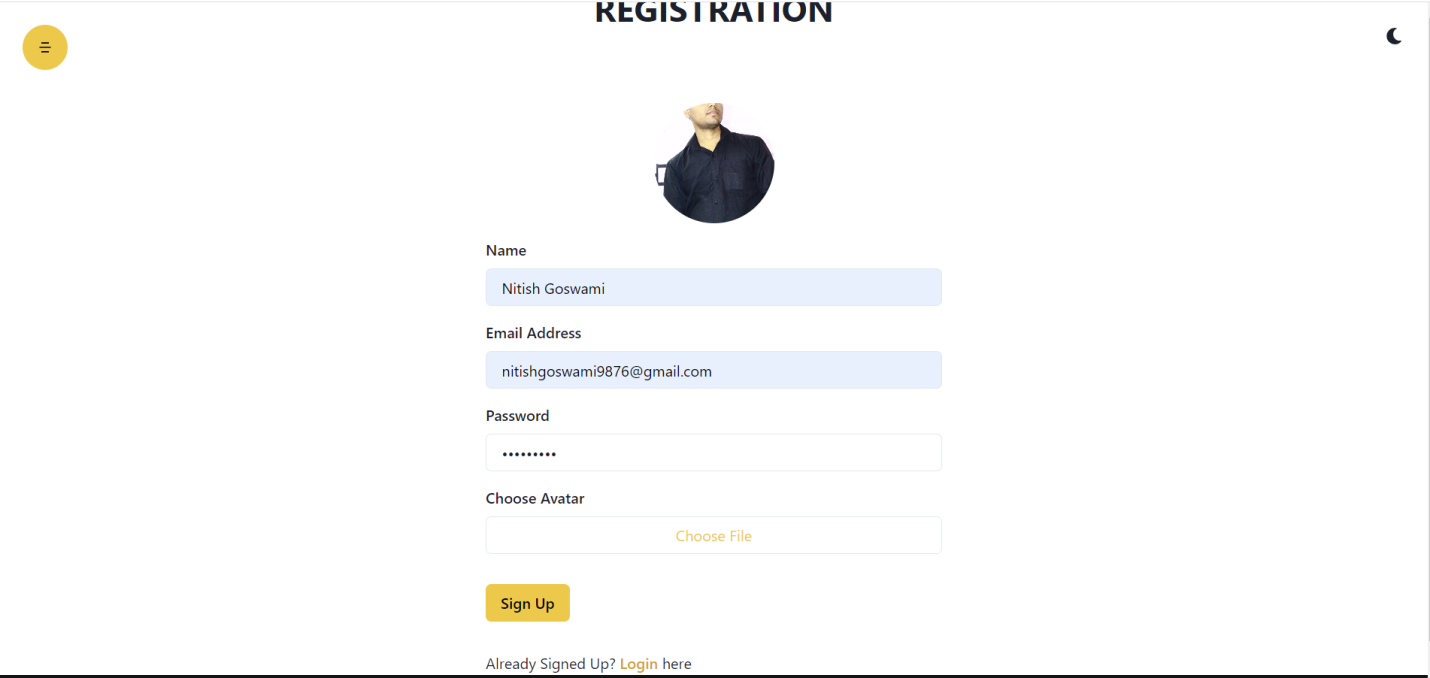 REGISTRATION
Name
Nitish Goswami
Email Address
nitishgoswami9876@gmail.com
Password
•••••••••
Choose Avatar
Choose File
Sign Up
Already Signed Up? Login here